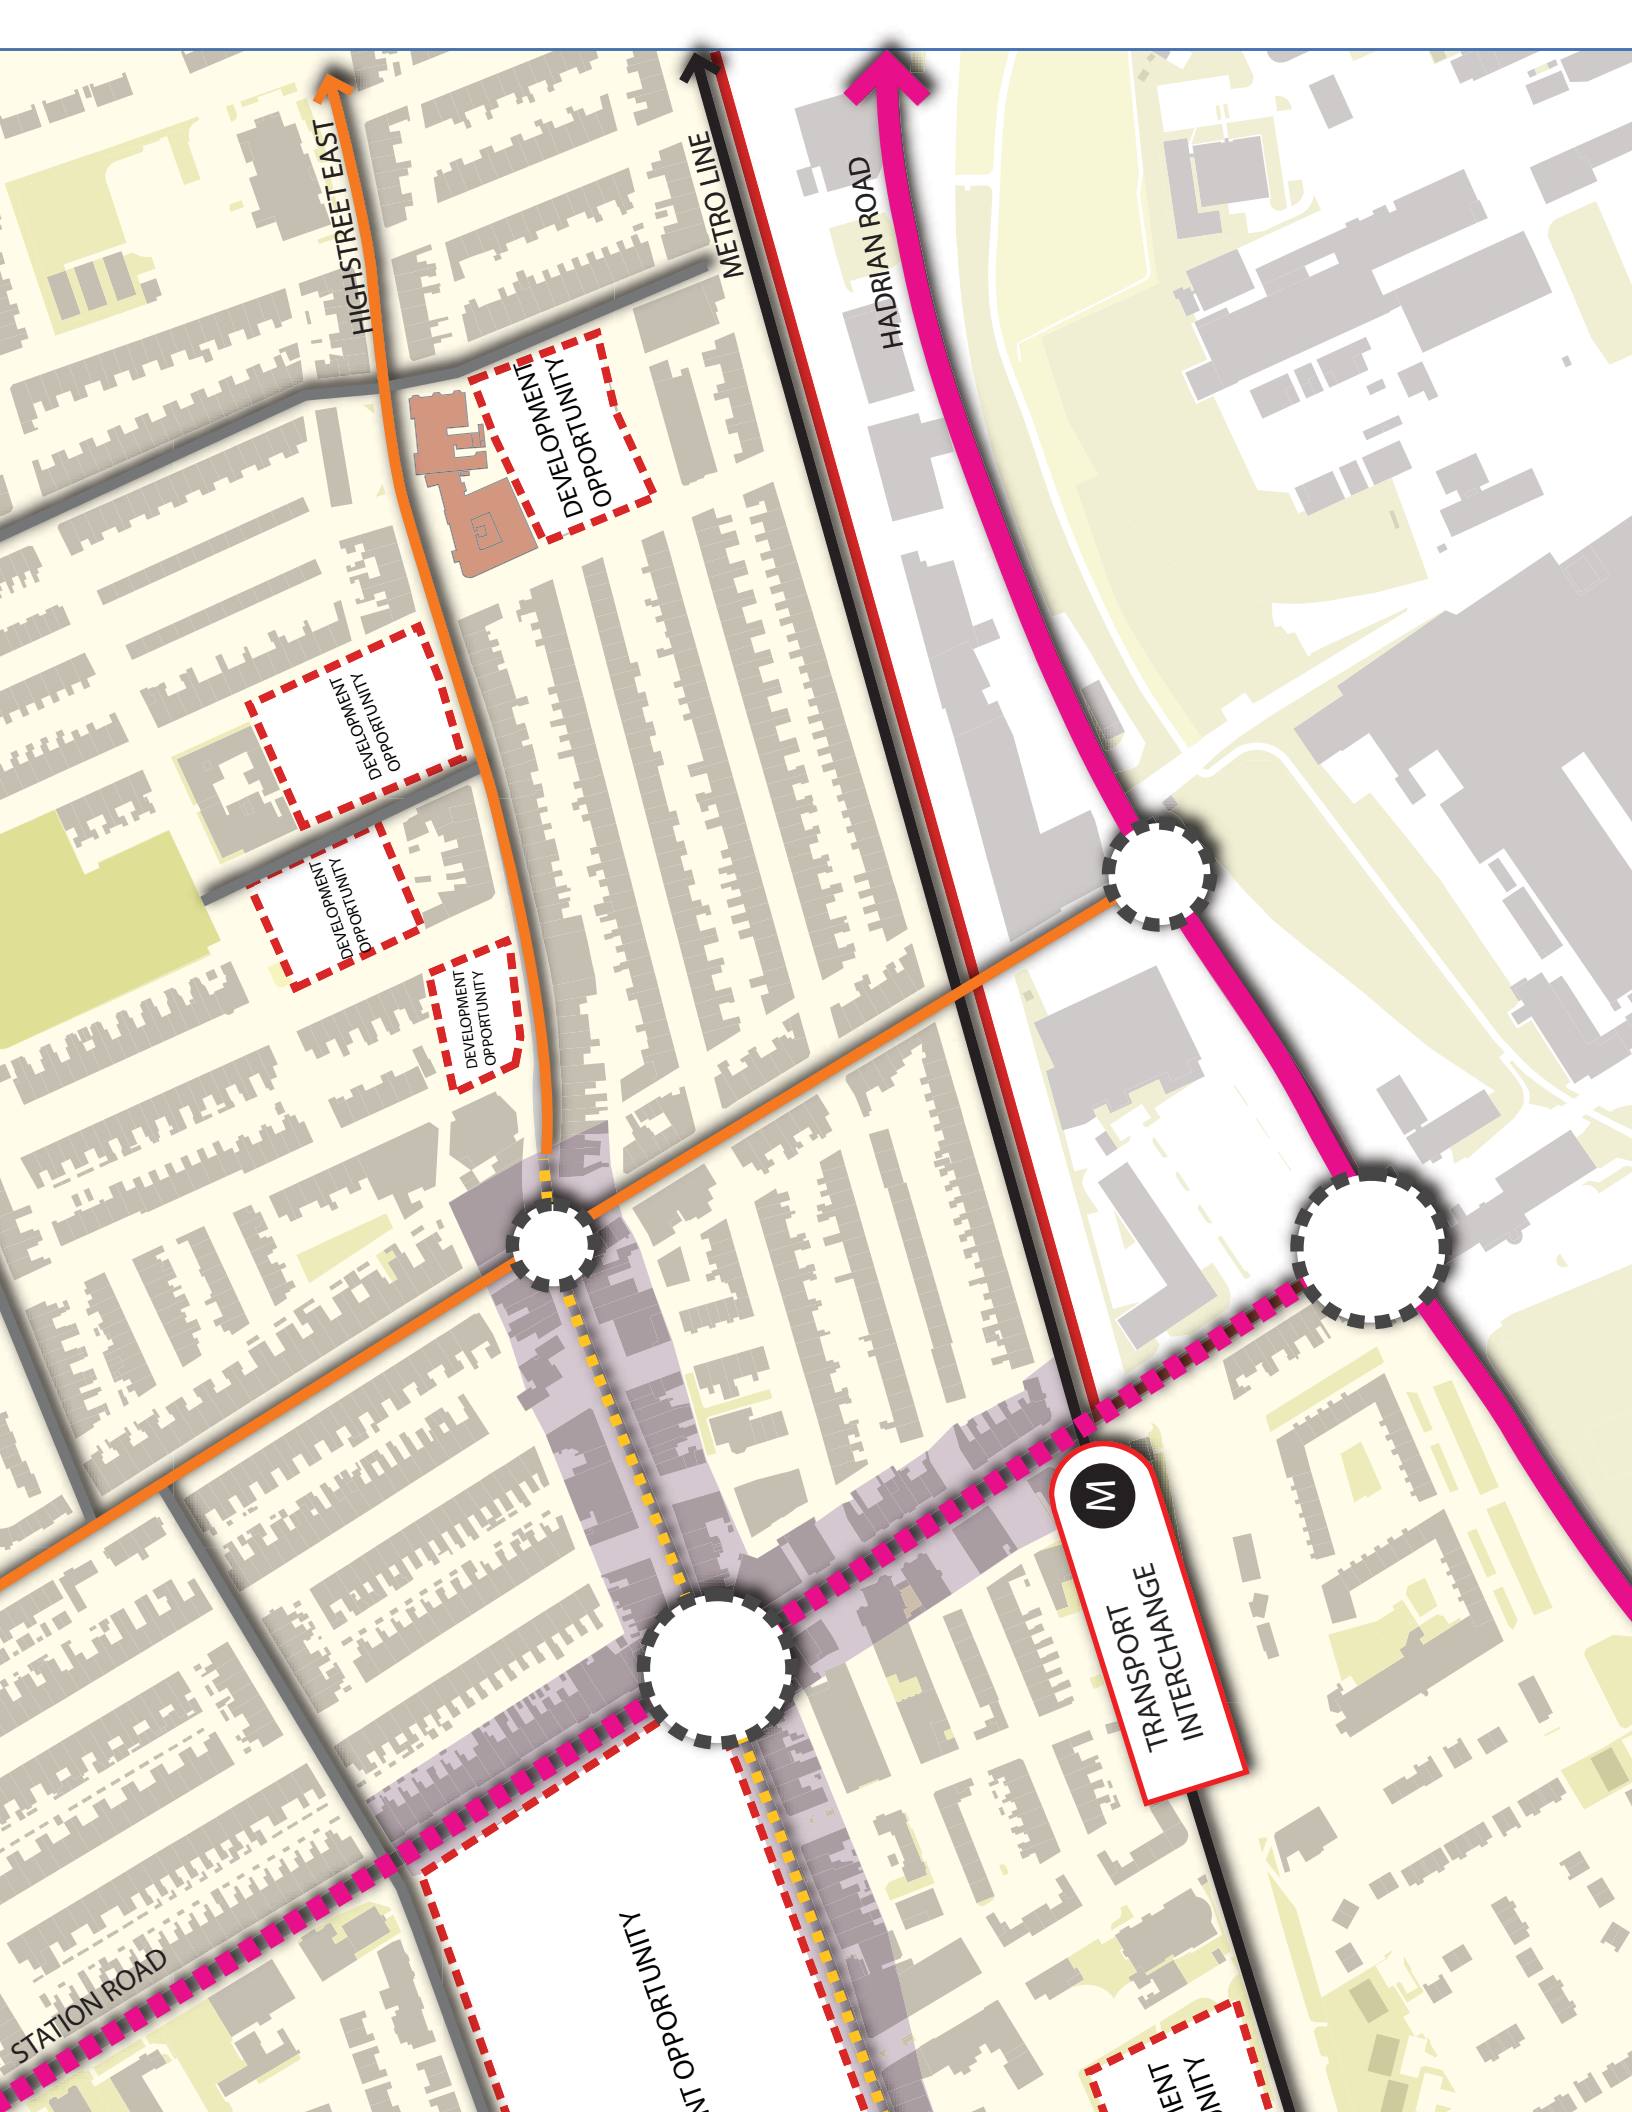 HIGHSTREET EAST
METRO LINE
HADRIAN ROAD
DEVELOPMENT
OPPORTUNITY
DEVELOPMENT
OPPORTUNITY
DEVELOPMENT
OPPORTUNITY
DEVELOPMENT
OPPORTUNITY
M
TRANSPORT
INTERCHANGE
STATION ROAD
NT OPPORTUNITY
MENT
NITY